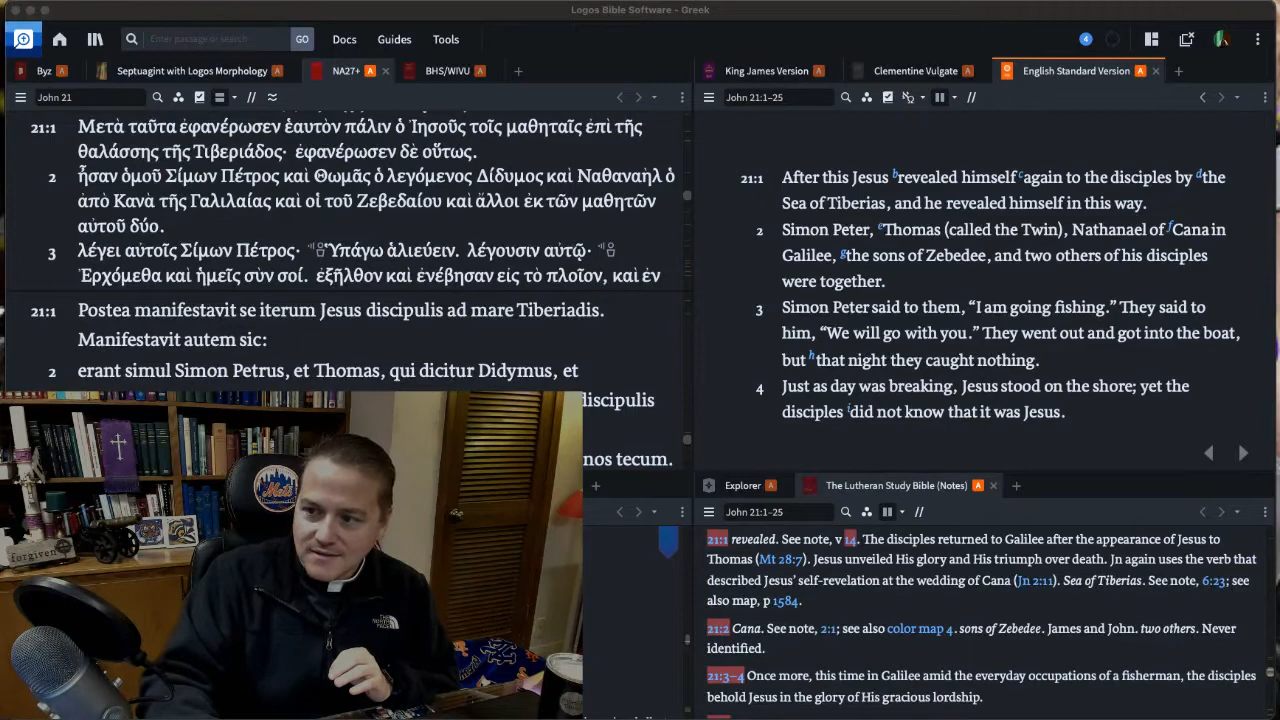 Logos Bible Software - Greek
Enter passage or search GO Docs Guides Tools 4
Byz A Septuagint with Logos Morphology A NA27+ A BHS/WIVU A
King James Version A Clementine Vulgate A English Standard Version A
John 21
John 21:1–25
21:1 Μετὰ ταῦτα ἐφανέρωσεν ἑαυτὸν πάλιν ὁ Ἰησοῦς τοῖς μαθηταῖς ἐπὶ τῆς
θαλάσσης τῆς Τιβεριάδος· ἐφανέρωσεν δὲ οὕτως.
2 ἦσαν ὁμοῦ Σίμων Πέτρος καὶ Θωμᾶς ὁ λεγόμενος Δίδυμος καὶ Ναθαναὴλ ὁ
ἀπὸ Κανὰ τῆς Γαλιλαίας καὶ οἱ τοῦ Ζεβεδαίου καὶ ἄλλοι ἐκ τῶν μαθητῶν
αὐτοῦ δύο.
3 λέγει αὐτοῖς Σίμων Πέτρος· Ὑπάγω ἁλιεύειν. λέγουσιν αὐτῷ·
Ἐρχόμεθα καὶ ἡμεῖς σὺν σοί. ἐξῆλθον καὶ ἐνέβησαν εἰς τὸ πλοῖον, καὶ ἐν
21:1 Postea manifestavit se iterum Jesus discipulis ad mare Tiberiadis.
Manifestavit autem sic:
2 erant simul Simon Petrus, et Thomas, qui dicitur Didymus, et
discipulis
nos tecum.
21:1 After this Jesus b revealed himself c again to the disciples by d the
Sea of Tiberias, and he revealed himself in this way.
2 Simon Peter, e Thomas (called the Twin), Nathanael of f Cana in
Galilee, g the sons of Zebedee, and two others of his disciples
were together.
3 Simon Peter said to them, “I am going fishing.” They said to
him, “We will go with you.” They went out and got into the boat,
but h that night they caught nothing.
4 Just as day was breaking, Jesus stood on the shore; yet the
disciples i did not know that it was Jesus.
Explorer A The Lutheran Study Bible (Notes) A
John 21:1–25
21:1 revealed. See note, v 14. The disciples returned to Galilee after the appearance of Jesus to
Thomas (Mt 28:7). Jesus unveiled His glory and His triumph over death. Jn again uses the verb that
described Jesus’ self-revelation at the wedding of Cana (Jn 2:11). Sea of Tiberias. See note, 6:23; see
also map, p 1584.
21:2 Cana. See note, 2:1; see also color map 4. sons of Zebedee. James and John. two others. Never
identified.
21:3–4 Once more, this time in Galilee amid the everyday occupations of a fisherman, the disciples
behold Jesus in the glory of His gracious lordship.
Mets
forgiven
THE
NORTH
FACE